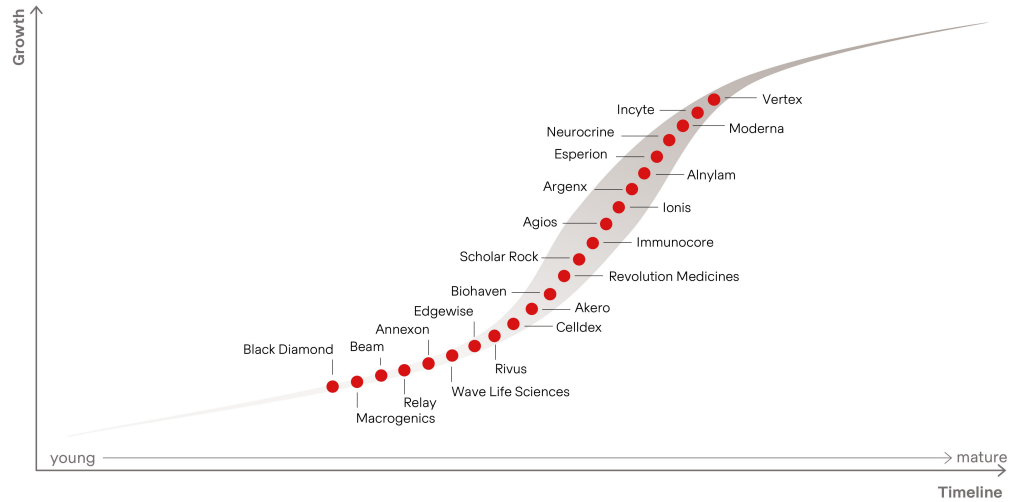 Growth
Vertex
Incyte
Moderna
Neurocrine
Esperion
Alnylam
Argenx
Ionis
Agios
Immunocore
Scholar Rock
Revolution Medicines
Biohaven
Akero
Edgewise
Celldex
Annexon
Beam
Black Diamond
Rivus
Wave Life Sciences
Relay
Macrogenics
young
mature
Timeline